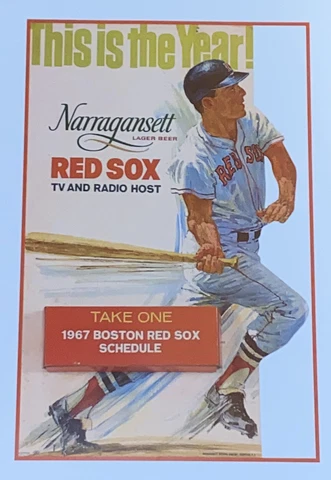 This is the Year!
Narragansett
LAGER BEER
RED SOX
TV AND RADIO HOST
RED SOX
TAKE ONE
1967 BOSTON RED SOX
SCHEDULE